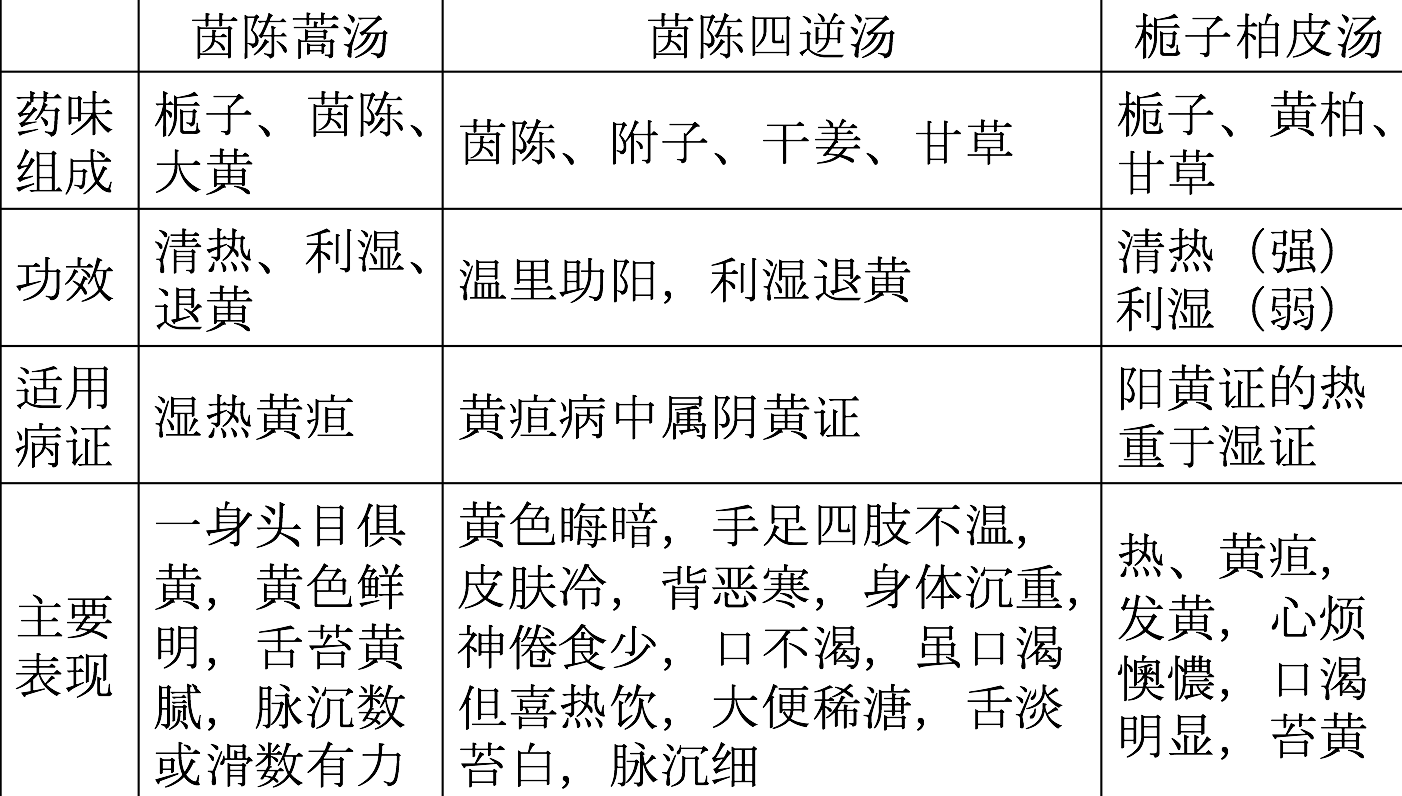 茵陈蒿汤
茵陈四逆汤
栀子柏皮汤
药味
组成
栀子、茵陈、
大黄
茵陈、附子、干姜、甘草
栀子、黄柏、
甘草
功效
清热、利湿、
退黄
温里助阳，利湿退黄
清热（强）
利湿（弱）
适用
病证
湿热黄疸
黄疸病中属阴黄证
阳黄证的热
重于湿证
主要
表现
一身头目俱
黄，黄色鲜
明，舌苔黄
腻，脉沉数
或滑数有力
黄色晦暗，手足四肢不温，
皮肤冷，背恶寒，身体沉重，
神倦食少，口不渴，虽口渴
但喜热饮，大便稀溏，舌淡
苔白，脉沉细
热、黄疸，
发黄，心烦
懊憹，口渴
明显，苔黄